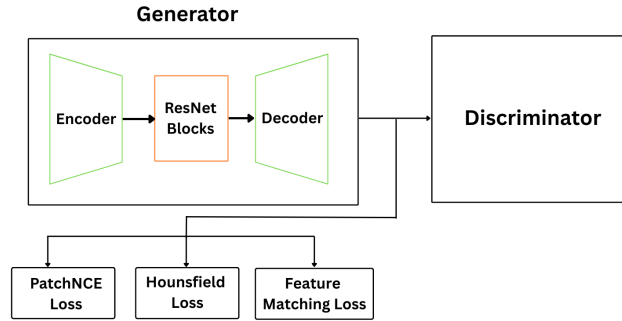 Generator
Encoder
ResNet
Blocks
Decoder
Discriminator
PatchNCE
Loss
Hounsfield
Loss
Feature
Matching Loss